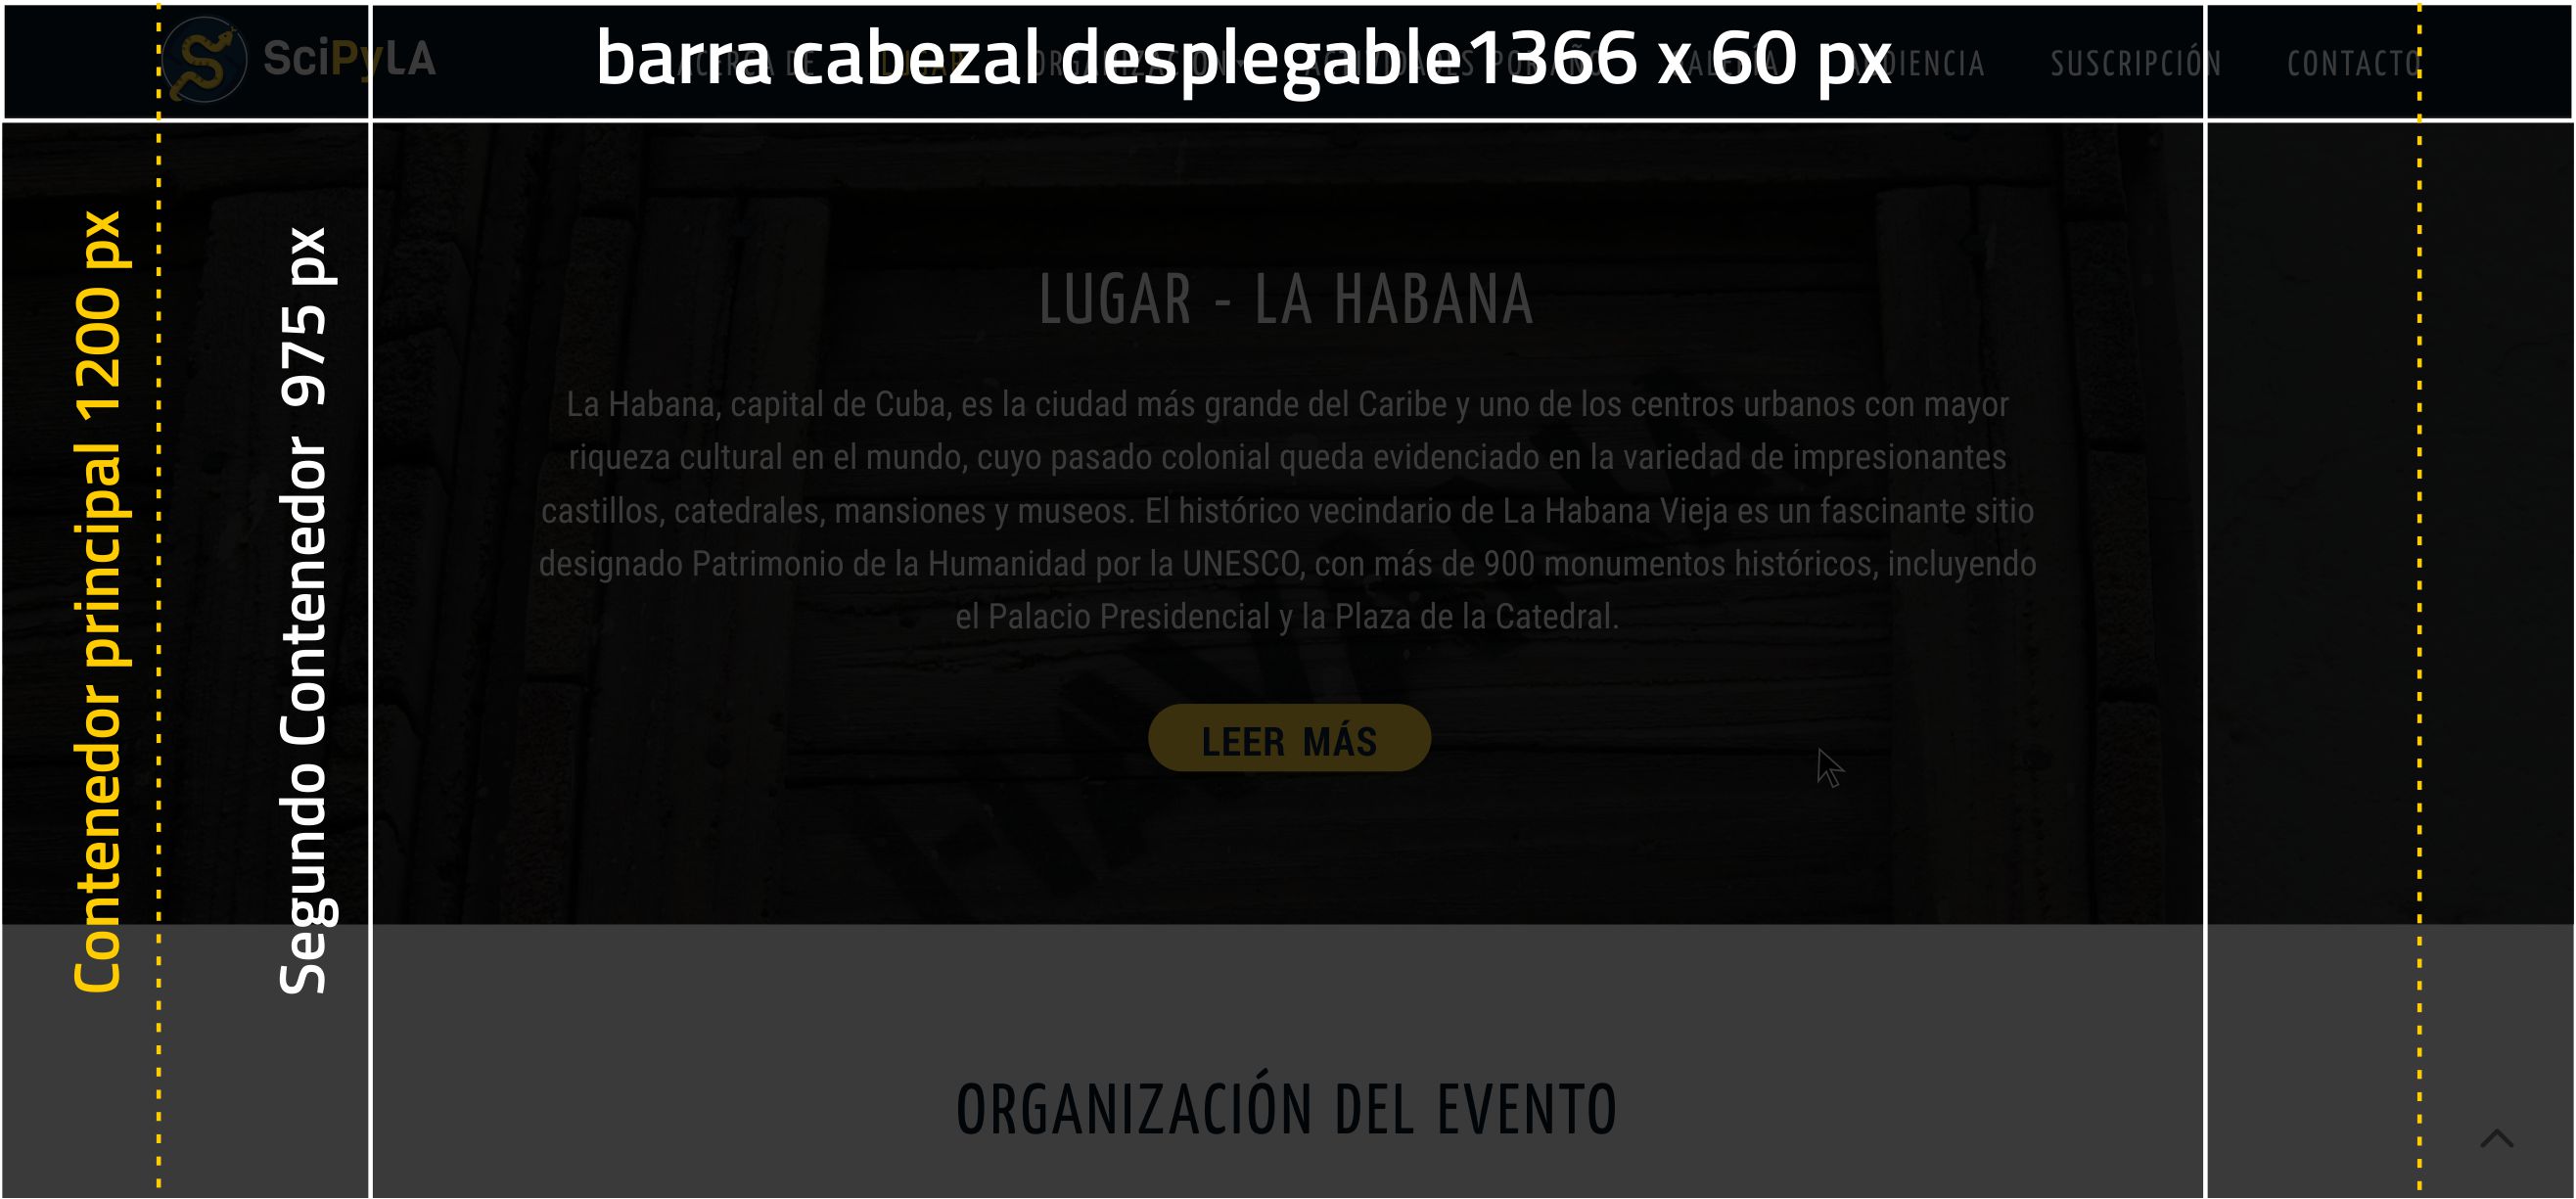 SciPyLA
barra cabezal desplegable1366 x 60 px
SUSCRIPCIÓN
CONTACTO
Contenedor principal 1200 px
Segundo Contenedor 975 px
LUGAR - LA HABANA
La Habana, capital de Cuba, es la ciudad más grande del Caribe y uno de los centros urbanos con mayor
riqueza cultural en el mundo, cuyo pasado colonial queda evidenciado en la variedad de impresionantes
castillos, catedrales, mansiones y museos. El histórico vecindario de La Habana Vieja es un fascinante sitio
designado Patrimonio de la Humanidad por la UNESCO, con más de 900 monumentos históricos, incluyendo
el Palacio Presidencial y la Plaza de la Catedral.
LEER MÁS
ORGANIZACIÓN DEL EVENTO